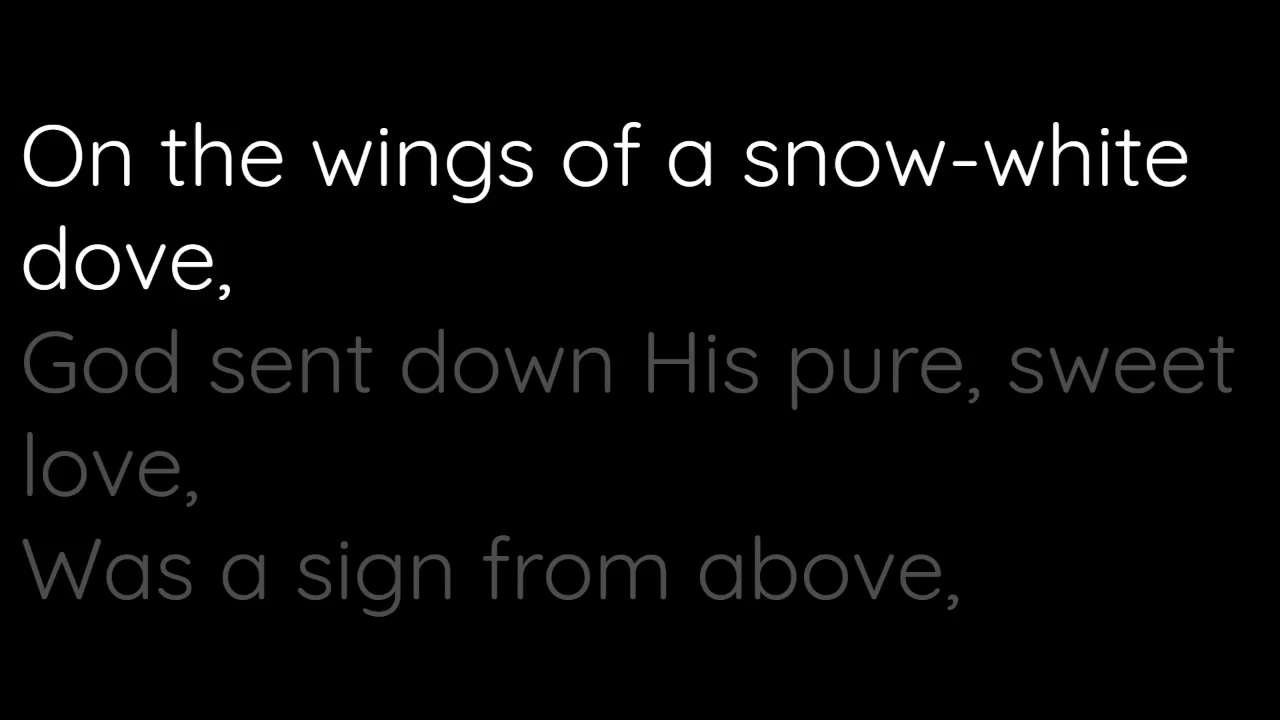 On the wings of a snow-white
dove,
God sent down His pure, sweet
love,
Was a sign from above,